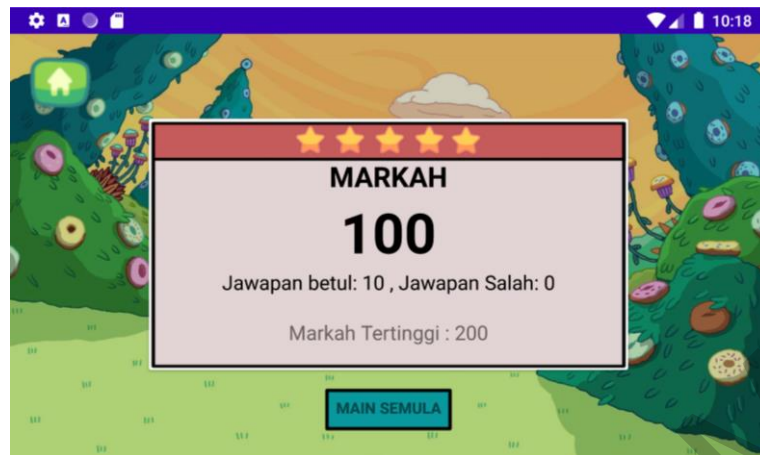 10:18
MARKAH
100
Jawapan betul: 10 , Jawapan Salah: 0
Markah Tertinggi : 200
MAIN SEMULA